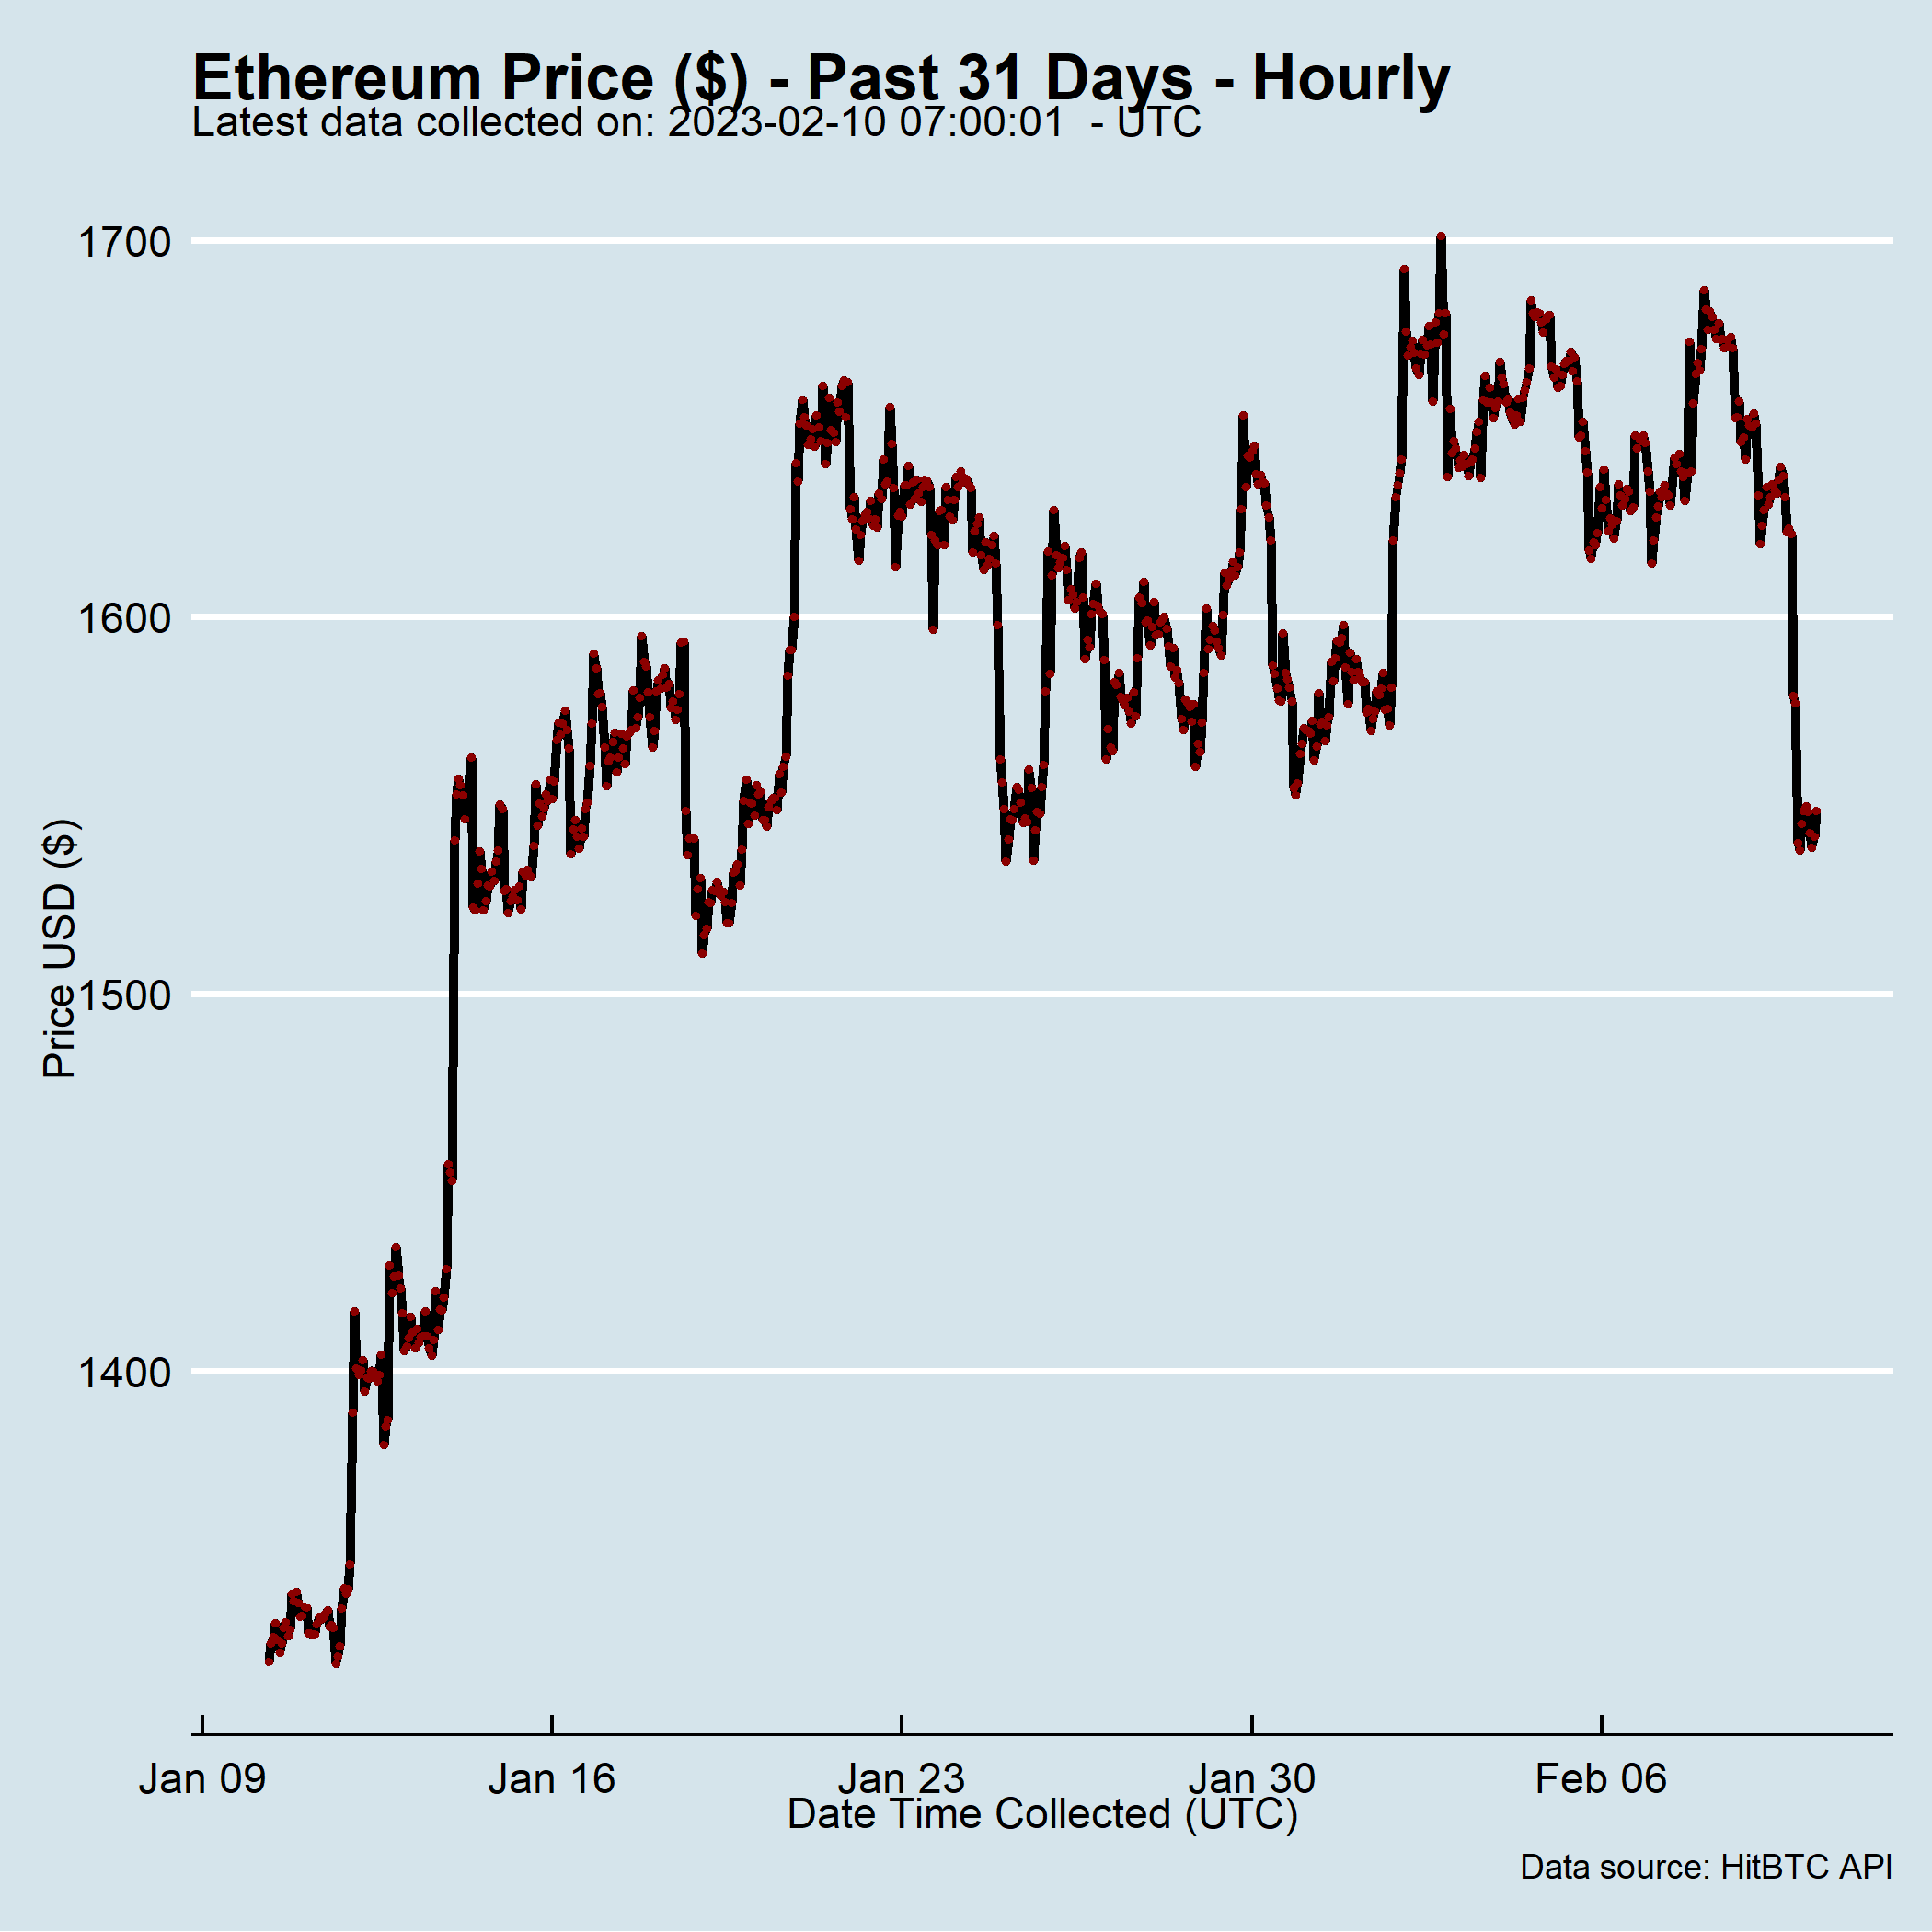 Ethereum Price ($) - Past 31 Days - Hourly
Latest data collected on: 2023-02-10 07:00:01  - UTC
1700
1600
1500
1400
Price USD ($)
Jan 09
Jan 16
Jan 23
Jan 30
Feb 06
Date Time Collected (UTC)
Data source: HitBTC API